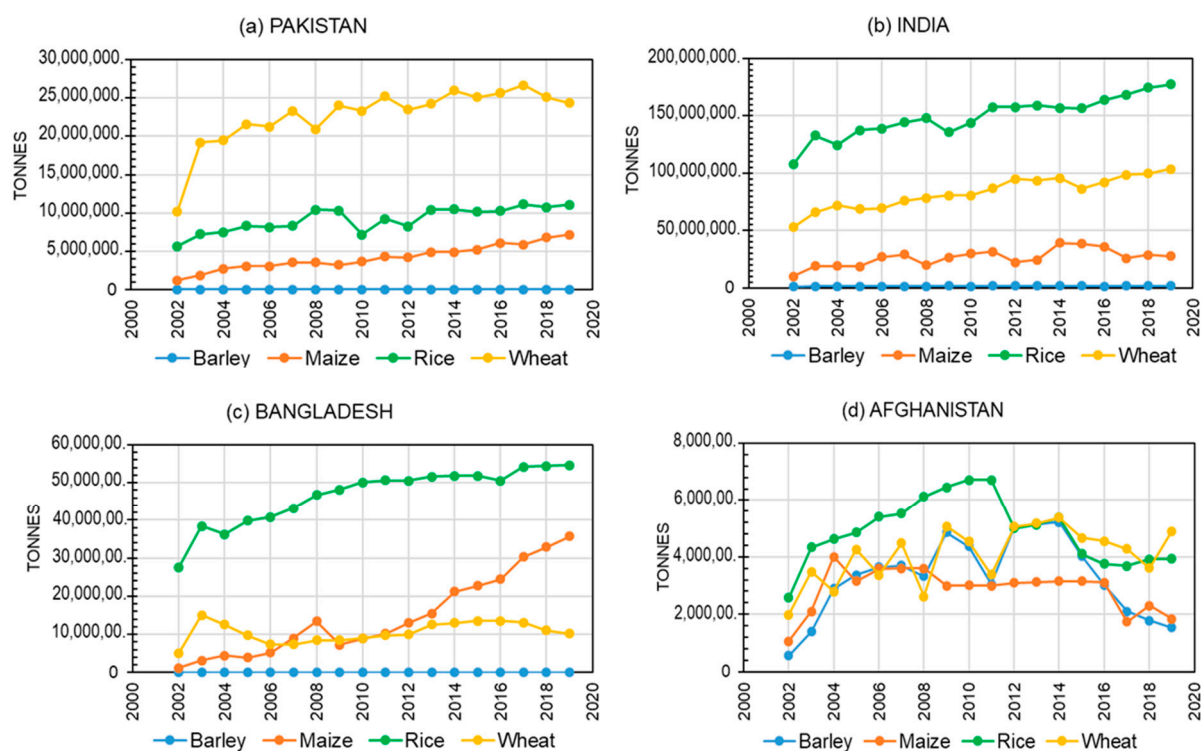 (a) PAKISTAN
30,000,000.
25,000,000.
20,000,000.
15,000,000.
10,000,000.
5,000,000.
0
TONNES
2000 2002 2004 2006 2008 2010 2012 2014 2016 2018 2020
Barley Maize Rice Wheat
(b) INDIA
200,000,000.
150,000,000.
100,000,000.
50,000,000.
0
TONNES
2000 2002 2004 2006 2008 2010 2012 2014 2016 2018 2020
Barley Maize Rice Wheat
(c) BANGLADESH
60,000,00.
50,000,00.
40,000,00.
30,000,00.
20,000,00.
10,000,00.
0
TONNES
2000 2002 2004 2006 2008 2010 2012 2014 2016 2018 2020
Barley Maize Rice Wheat
(d) AFGHANISTAN
8,000,00.
6,000,00.
4,000,00.
2,000,00.
0
TONNES
2000 2002 2004 2006 2008 2010 2012 2014 2016 2018 2020
Barley Maize Rice Wheat